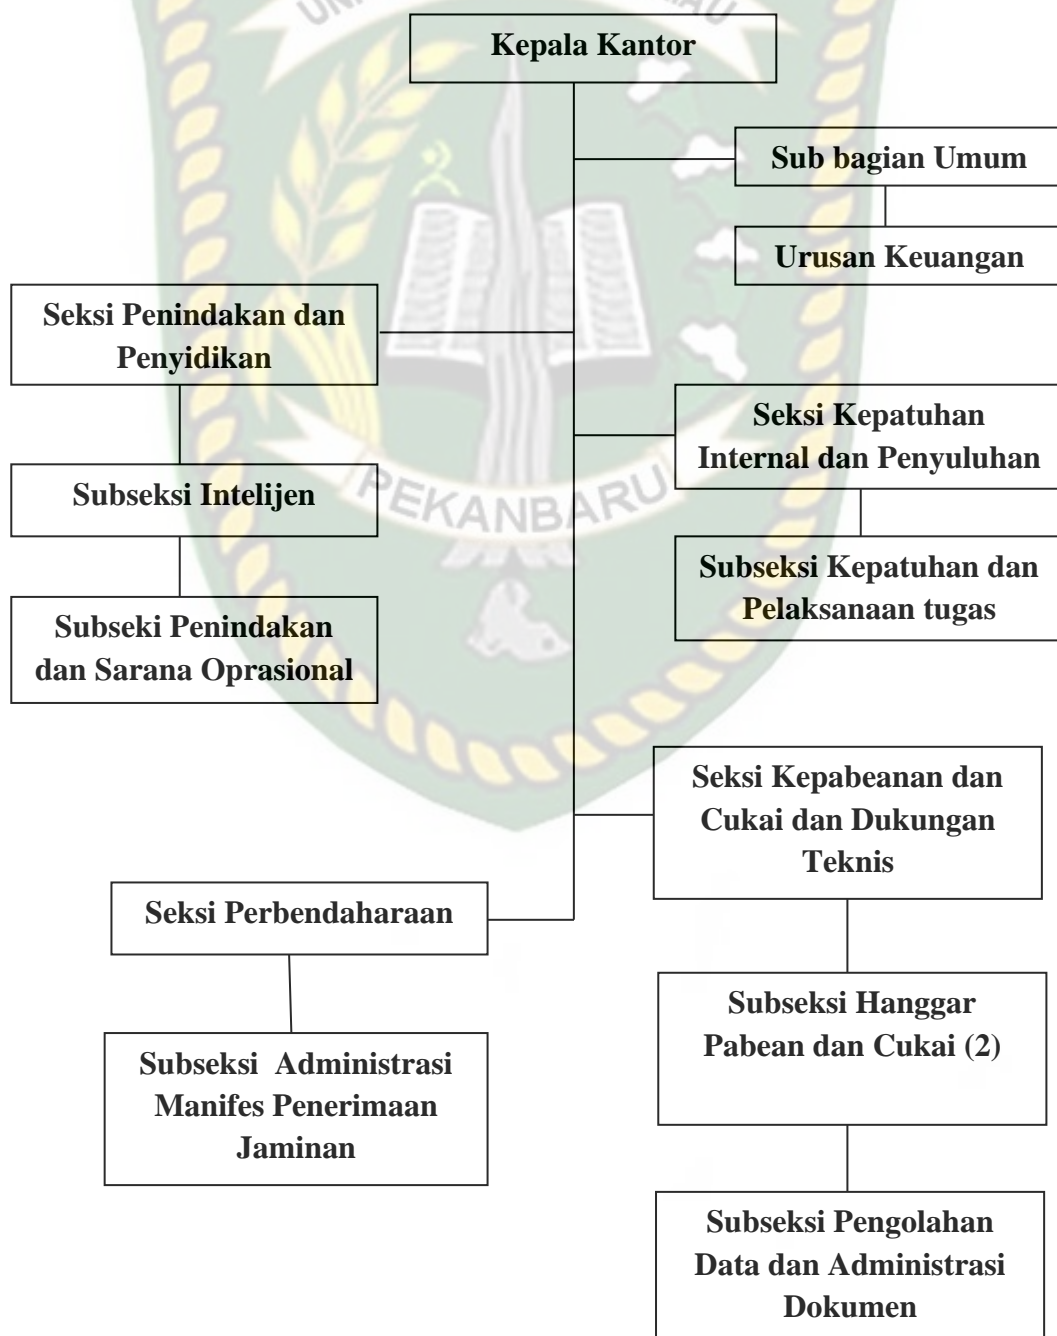 Kepala Kantor
Sub bagian Umum
Urusan Keuangan
Seksi Penindakan dan
Penyidikan
Seksi Kepatuhan
Internal dan Penyuluhan
Subseksi Intelijen
PEKANBARU
Subseksi Kepatuhan dan
Pelaksanaan tugas
Subseki Penindakan
dan Sarana Oprasional
Seksi Kepabeanan dan
Cukai dan Dukungan
Teknis
Seksi Perbendaharaan
Subseksi Hanggar
Pabean dan Cukai (2)
Subseksi  Administrasi
Manifes Penerimaan
Jaminan
Subseksi Pengolahan
Data dan Administrasi
Dokumen